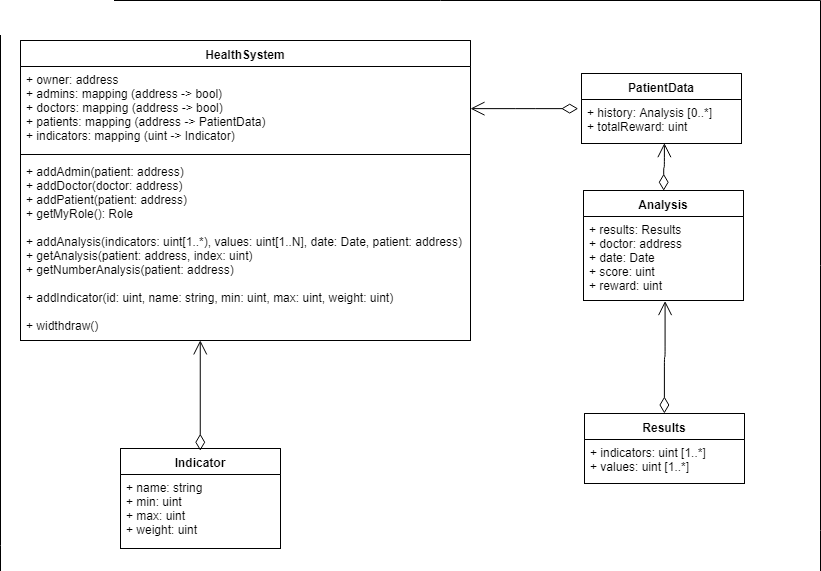 HealthSystem
+ owner: address
+ admins: mapping (address -> bool)
+ doctors: mapping (address -> bool)
+ patients: mapping (address -> PatientData)
+ indicators: mapping (uint -> Indicator)
+ addAdmin(patient: address)
+ addDoctor(doctor: address)
+ addPatient(patient: address)
+ getMyRole(): Role
+ addAnalysis(indicators: uint[1..*), values: uint[1..N], date: Date, patient: address)
+ getAnalysis(patient: address, index: uint)
+ getNumberAnalysis(patient: address)
+ addIndicator(id: uint, name: string, min: uint, max: uint, weight: uint)
+ widthdraw()
PatientData
+ history: Analysis [0..*]
+ totalReward: uint
Analysis
+ results: Results
+ doctor: address
+ date: Date
+ score: uint
+ reward: uint
Results
+ indicators: uint [1..*]
+ values: uint [1..*]
Indicator
+ name: string
+ min: uint
+ max: uint
+ weight: uint